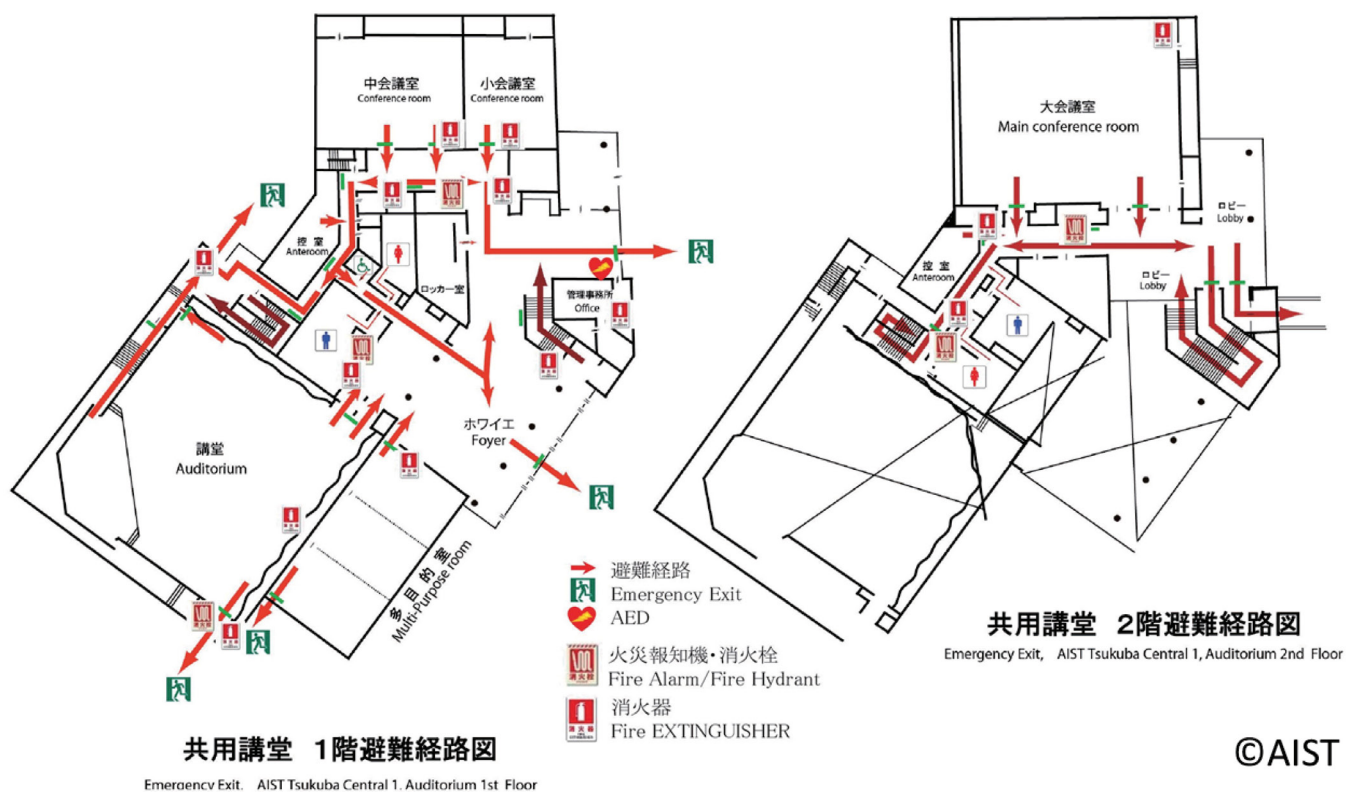 中会議室
Conference room
小会議室
Conference room
控室
Anteroom
ロッカー室
管理事務所
Office
ホワイエ
Foyer
講堂
Auditorium
多目的室
Multi-Purpose room
大会議室
Main conference room
ロビー
Lobby
ロビー
Lobby
控室
Anteroom
避難経路
Emergency Exit
AED
火災報知機・消火栓
Fire Alarm/Fire Hydrant
消火器
Fire EXTINGUISHER
共用講堂 1階避難経路図
Emergency Exit, AIST Tsukuba Central 1, Auditorium 1st Floor
共用講堂 2階避難経路図
Emergency Exit, AIST Tsukuba Central 1, Auditorium 2nd Floor
©AIST